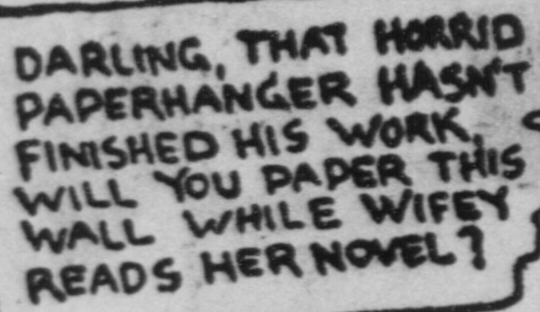 DARLING, THAT HORRID
PAPERHANGER HASN'T
FINISHED HIS WORK,
WILL YOU PAPER THIS
WALL WHILE WIFEY
READS HER NOVEL?